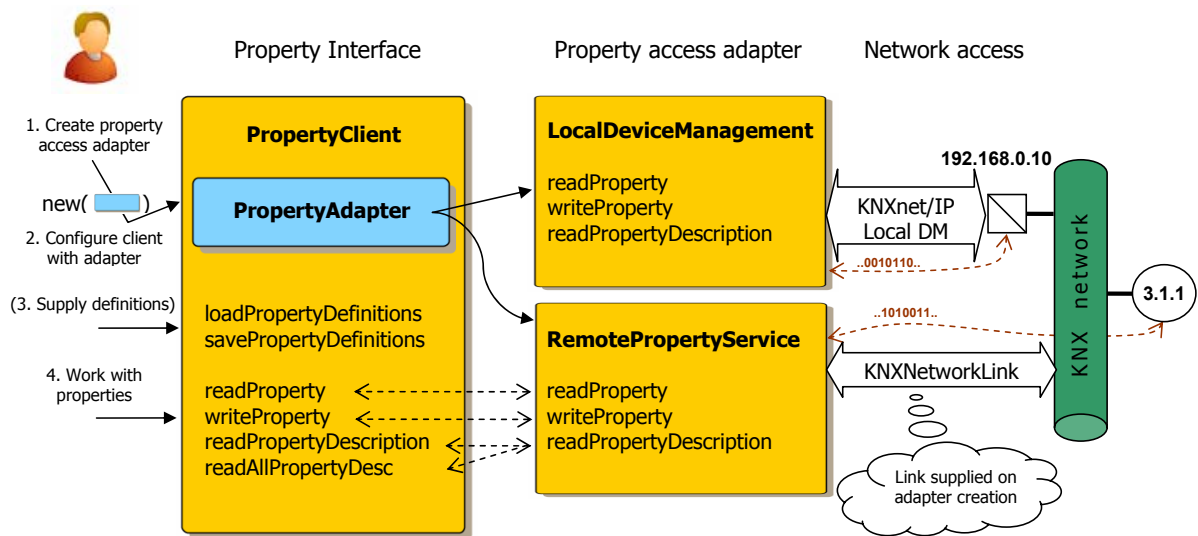 Property Interface
Property access adapter
Network access
1. Create property
access adapter
new( )
2. Configure client
with adapter
(3. Supply definitions)
4. Work with
properties
PropertyClient
PropertyAdapter
loadPropertyDefinitions
savePropertyDefinitions
readProperty
writeProperty
readPropertyDescription
readAllPropertyDesc
LocalDeviceManagement
readProperty
writeProperty
readPropertyDescription
RemotePropertyService
readProperty
writeProperty
readPropertyDescription
192.168.0.10
KNXnet/IP
Local DM
..0010110..
..1010011..
KNXNetworkLink
KNX network
3.1.1
Link supplied on
adapter creation